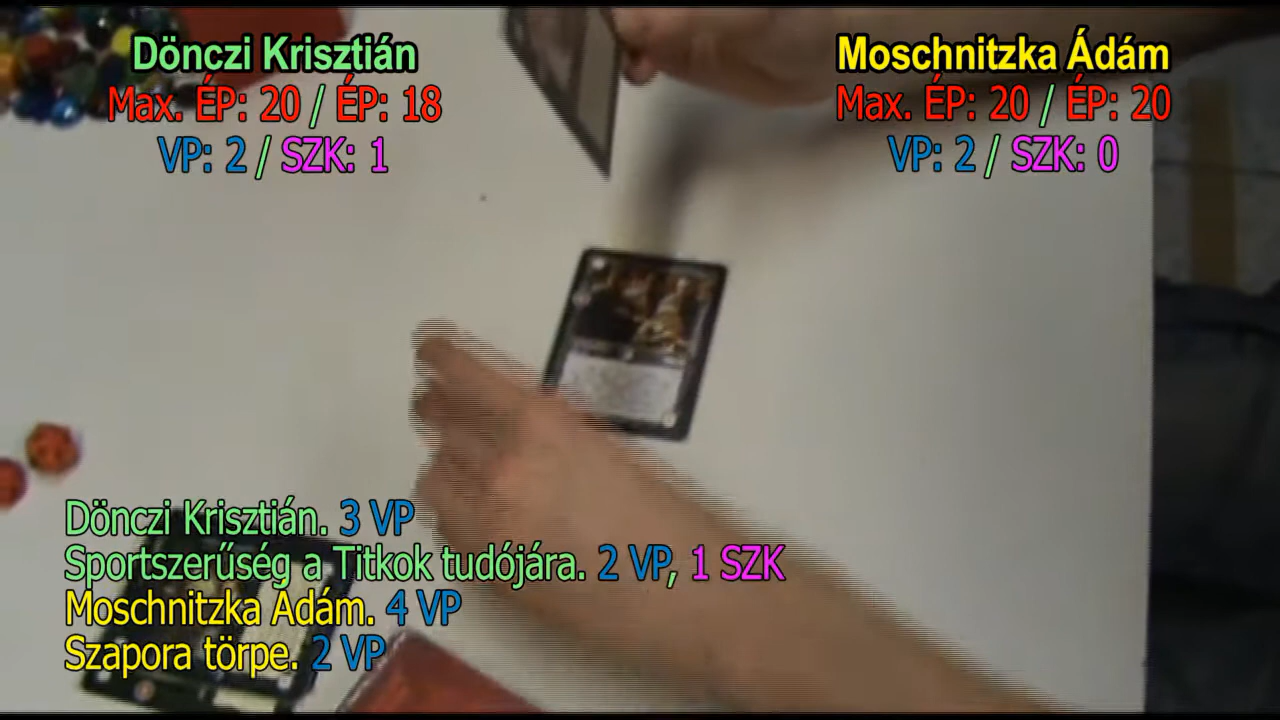 Dönczi Krisztián
Max. ÉP: 20 / ÉP: 18
VP: 2 / SZK: 1
Moschnitzka Ádám
Max. ÉP: 20 / ÉP: 20
VP: 2 / SZK: 0
Dönczi Krisztián. 3 VP
Sportszerűség a Titkok tudójára. 2 VP, 1 SZK
Moschnitzka Ádám. 4 VP
Szapora törpe. 2 VP